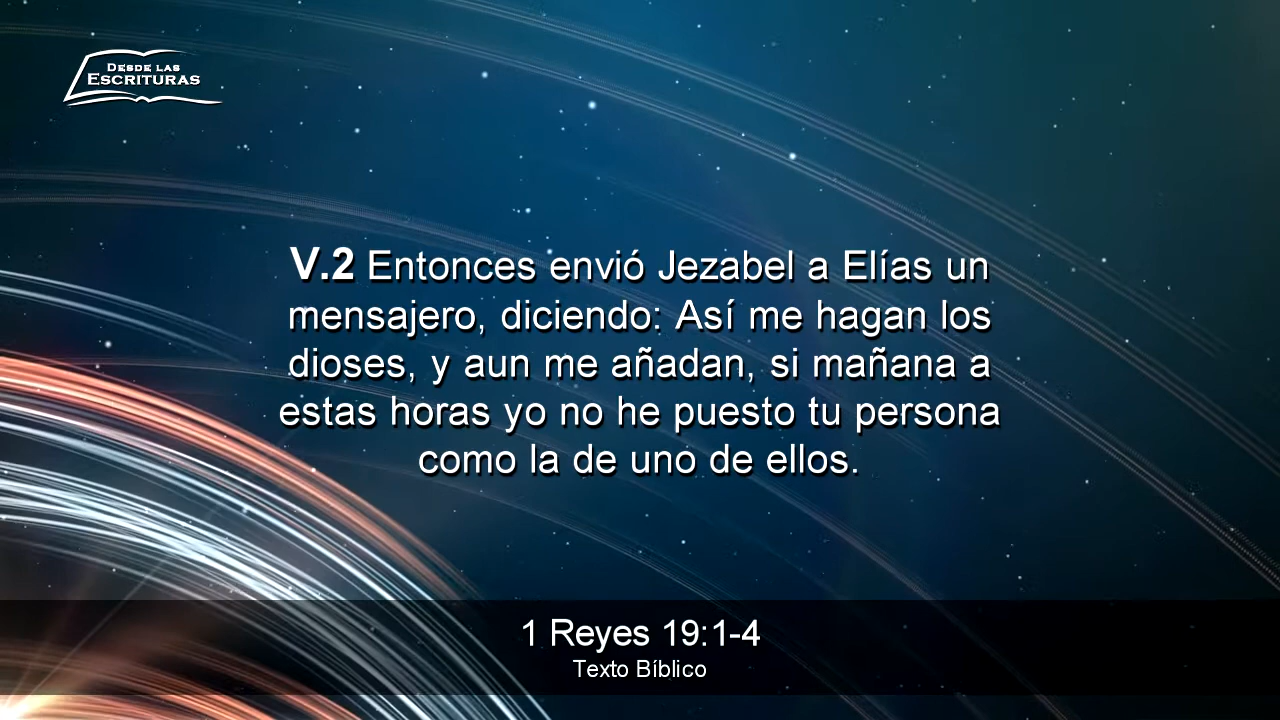 DESDE LAS
ESCRITURAS
V.2 Entonces envió Jezabel a Elías un
mensajero, diciendo: Así me hagan los
dioses, y aun me añadan, si mañana a
estas horas yo no he puesto tu persona
como la de uno de ellos.
1 Reyes 19:1-4
Texto Bíblico